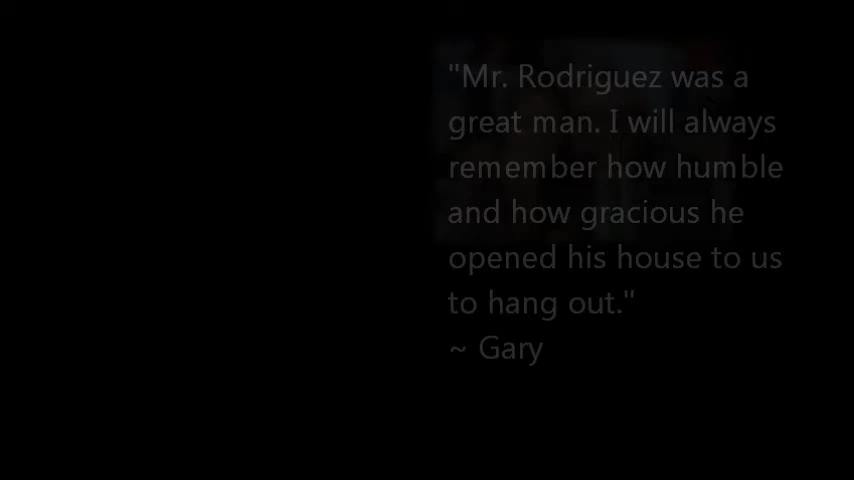 "Mr. Rodriguez was a
great man. I will always
remember how humble
and how gracious he
opened his house to us
to hang out."
~ Gary